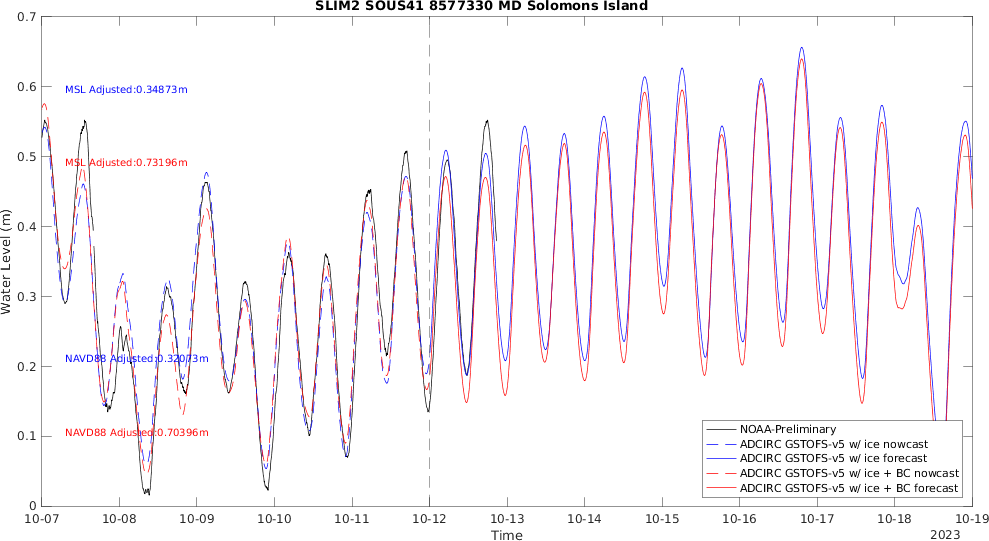 SLIM2 SOUS41 8577330 MD Solomons Island
0.7
0.6
0.5
0.4
0.3
0.2
0.1
0
Water Level (m)
MSL Adjusted:0.34873m
MSL Adjusted:0.73196m
NAVD88 Adjusted:0.32073m
NAVD88 Adjusted:0.70396m
NOAA-Preliminary
ADCIRC GSTOFS-v5 w/ ice nowcast
ADCIRC GSTOFS-v5 w/ ice forecast
ADCIRC GSTOFS-v5 w/ ice + BC nowcast
ADCIRC GSTOFS-v5 w/ ice + BC forecast
10-07 10-08 10-09 10-10 10-11 10-12 10-13 10-14 10-15 10-16 10-17 10-18 10-19
Time
2023